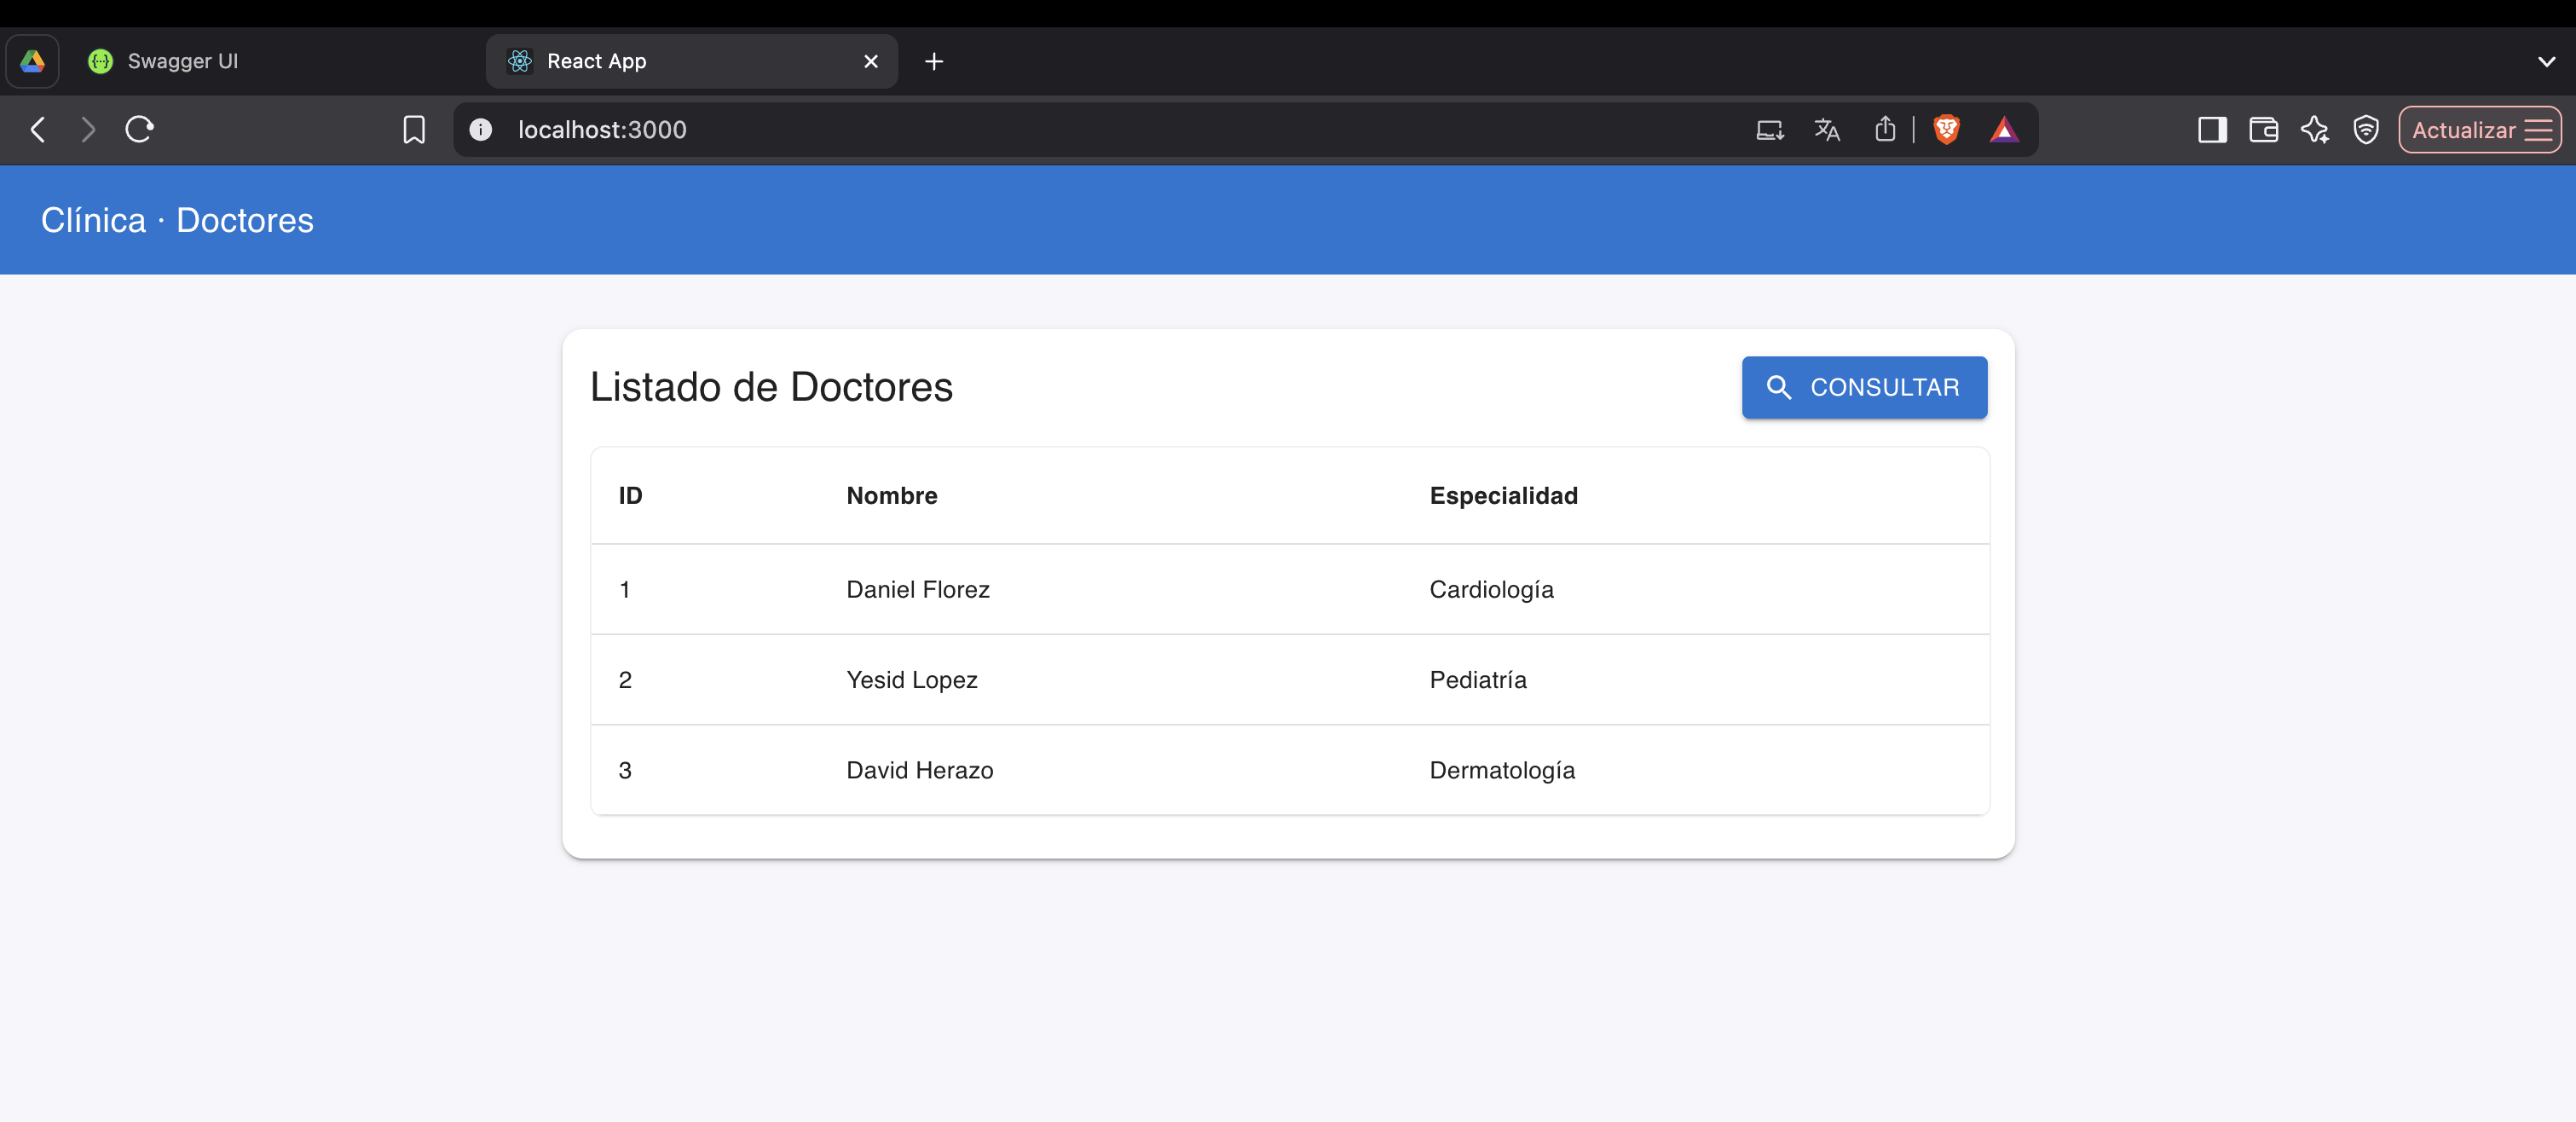 Swagger UI
React App
localhost:3000
Actualizar
Clínica · Doctores
Listado de Doctores
CONSULTAR
ID Nombre Especialidad
1 Daniel Florez Cardiología
2 Yesid Lopez Pediatría
3 David Herazo Dermatología